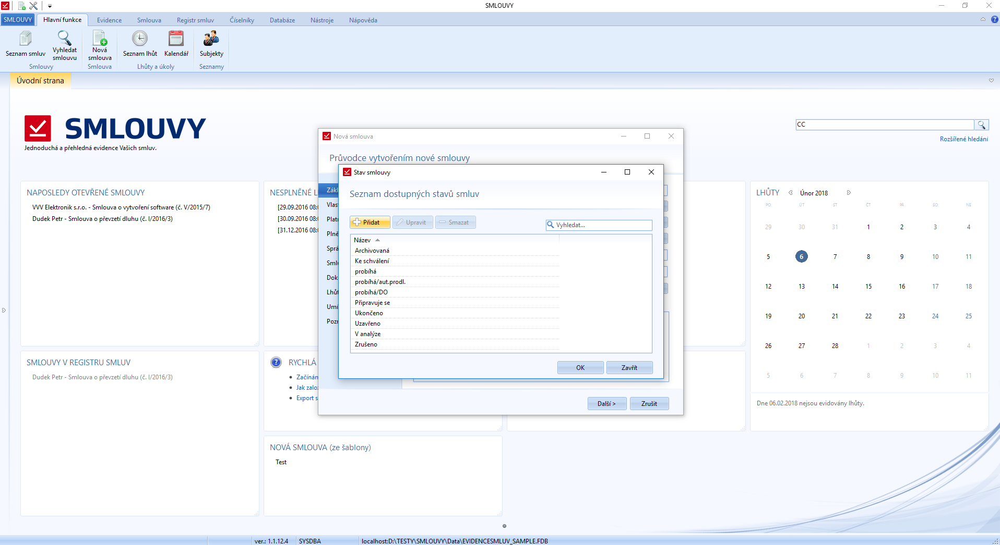 SMLOUVY
SMLOUVY Hlavní funkce Evidence Smlouva Registr smluv Číselníky Databáze Nástroje Nápověda
Seznam smluv
Vyhledat smlouvu
Nová smlouva
Seznam lhůt
Kalendář
Subjekty
Smlouvy Smlouva Lhůty a úkoly Seznamy
Úvodní strana
SMLOUVY
Jednoduchá a přehledná evidence Vašich smluv.
CC
Rozšířené hledání
NAPOSLEDY OTEVŘENÉ SMLOUVY
VVV Elektronik s.r.o. - Smlouva o vytvoření software (č. V/2015/7)
Dudek Petr - Smlouva o převzetí dluhu (č. I/2016/3)
NESPLNĚNÉ L
[29.09.2016 08:
[30.09.2016 08:
[31.12.2016 08:
Nová smlouva
Průvodce vytvořením nové smlouvy
Zákl
Vlas
Platn
Plně
Sprá
Smlu
Dok
Lhůt
Umí
Pozn
Stav smlouvy
Seznam dostupných stavů smluv
Přidat Upravit Smazat
Vyhledat...
Název
Archivovaná
Ke schválení
probíhá
probíhá/aut.prodl.
probíhá/DO
Připravuje se
Ukončeno
Uzavřeno
V analýze
Zrušeno
OK Zavřít
Další > Zrušit
LHŮTY Únor 2018
PO ÚT ST ČT PÁ SO NE
29 30 31 1 2 3 4
5 6 7 8 9 10 11
12 13 14 15 16 17 18
19 20 21 22 23 24 25
26 27 28 1 2 3 4
5 6 7 8 9 10 11
Dne 06.02.2018 nejsou evidovány lhůty.
SMLOUVY V REGISTRU SMLUV
Dudek Petr - Smlouva o převzetí dluhu (č. I/2016/3)
? RYCHLÁ
Začínám
Jak založ
Export s
NOVÁ SMLOUVA (ze šablony)
Test
ver.: 1.1.12.4 SYSDBA localhost:D:\TESTY\SMLOUVY\Data\EVIDENCESMLUV_SAMPLE.FDB